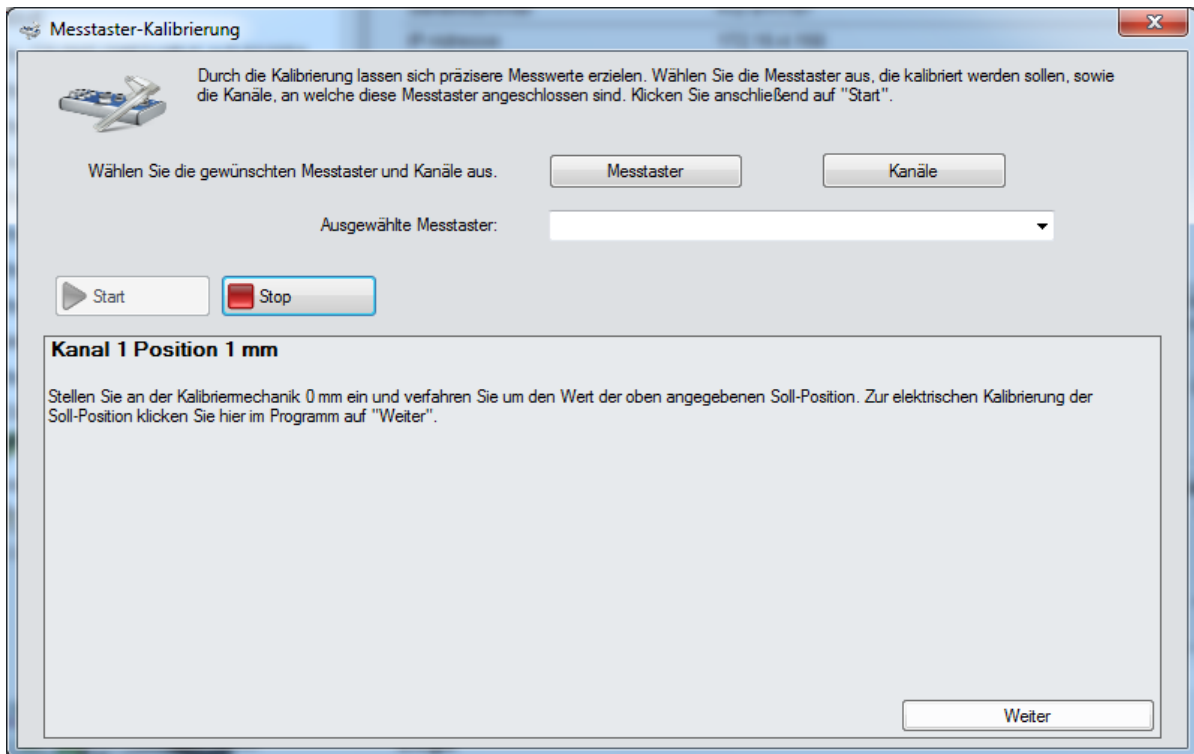 Messtaster-Kalibrierung
Durch die Kalibrierung lassen sich präzisere Messwerte erzielen. Wählen Sie die Messtaster aus, die kalibriert werden sollen, sowie
die Kanäle, an welche diese Messtaster angeschlossen sind. Klicken Sie anschließend auf "Start".
Wählen Sie die gewünschten Messtaster und Kanäle aus. Messtaster Kanäle
Ausgewählte Messtaster:
Start Stop
Kanal 1 Position 1 mm
Stellen Sie an der Kalibriermechanik 0 mm ein und verfahren Sie um den Wert der oben angegebenen Soll-Position. Zur elektrischen Kalibrierung der
Soll-Position klicken Sie hier im Programm auf "Weiter".
Weiter